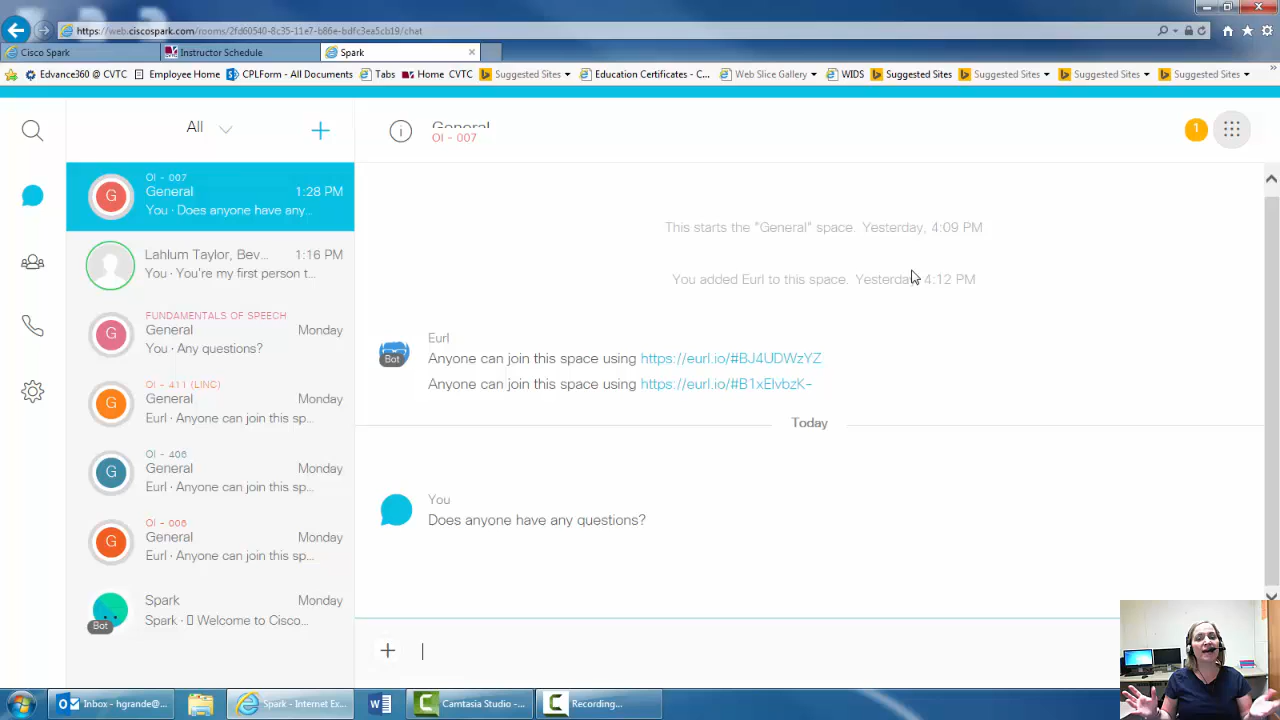 https://web.ciscospark.com/rooms/2fd60540-8c35-11e7-b86e-bdfc3ea5cb19/chat
Cisco Spark
Instructor Schedule
Spark
Edvance360 @ CVTC
Employee Home
CPLForm - All Documents
Tabs
Home CVTC
Suggested Sites
Education Certificates - C...
Web Slice Gallery
WIDS
Suggested Sites
Suggested Sites
Suggested Sites
Suggested Sites
All
General
OI - 007
1
OI - 007
G
General 1:28 PM
You · Does anyone have any...
Lahlum Taylor, Bev... 1:16 PM
You · You're my first person t...
FUNDAMENTALS OF SPEECH
G
General Monday
You · Any questions?
OI - 411 (LINC)
G
General Monday
Eurl · Anyone can join this sp...
OI - 406
G
General Monday
Eurl · Anyone can join this sp...
OI - 006
G
General Monday
Eurl · Anyone can join this sp...
Spark Monday
Bot
Spark · Welcome to Cisco...
This starts the "General" space. Yesterday, 4:09 PM
You added Eurl to this space. Yesterday, 4:12 PM
Eurl
Bot
Anyone can join this space using https://eurl.io/#BJ4UDWzYZ
Anyone can join this space using https://eurl.io/#B1xElvbzK-
Today
You
Does anyone have any questions?
Inbox - hgrande@...
Spark - Internet Ex...
Camtasia Studio -...
Recording...